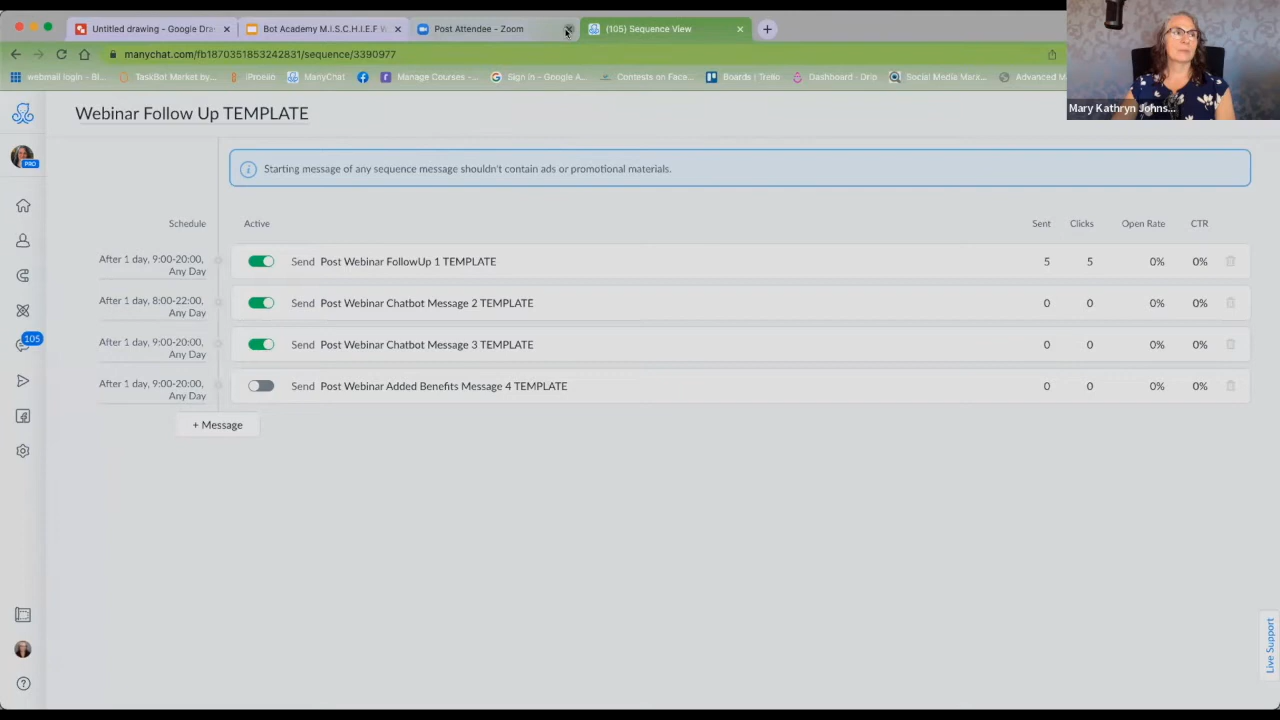 Untitled drawing - Google Dra
Bot Academy M.I.S.C.H.I.E.F W
Post Attendee - Zoom
(105) Sequence View
manychat.com/fb1870351853242831/sequence/3390977
webmail login - Bl...
TaskBot Market by...
ManyChat
Manage Courses -...
Sign in – Google A...
Contests on Face...
Boards | Trello
Dashboard · Drip
Social Media Marx...
Advanced M
Mary Kathryn Johns...
Webinar Follow Up TEMPLATE
PRO
Starting message of any sequence message shouldn't contain ads or promotional materials.
Schedule Active Sent Clicks Open Rate CTR
After 1 day, 9:00-20:00,
Any Day
Send Post Webinar FollowUp 1 TEMPLATE 5 5 0% 0%
After 1 day, 8:00-22:00,
Any Day
Send Post Webinar Chatbot Message 2 TEMPLATE 0 0 0% 0%
105
After 1 day, 9:00-20:00,
Any Day
Send Post Webinar Chatbot Message 3 TEMPLATE 0 0 0% 0%
After 1 day, 9:00-20:00,
Any Day
Send Post Webinar Added Benefits Message 4 TEMPLATE 0 0 0% 0%
+ Message
Live Support